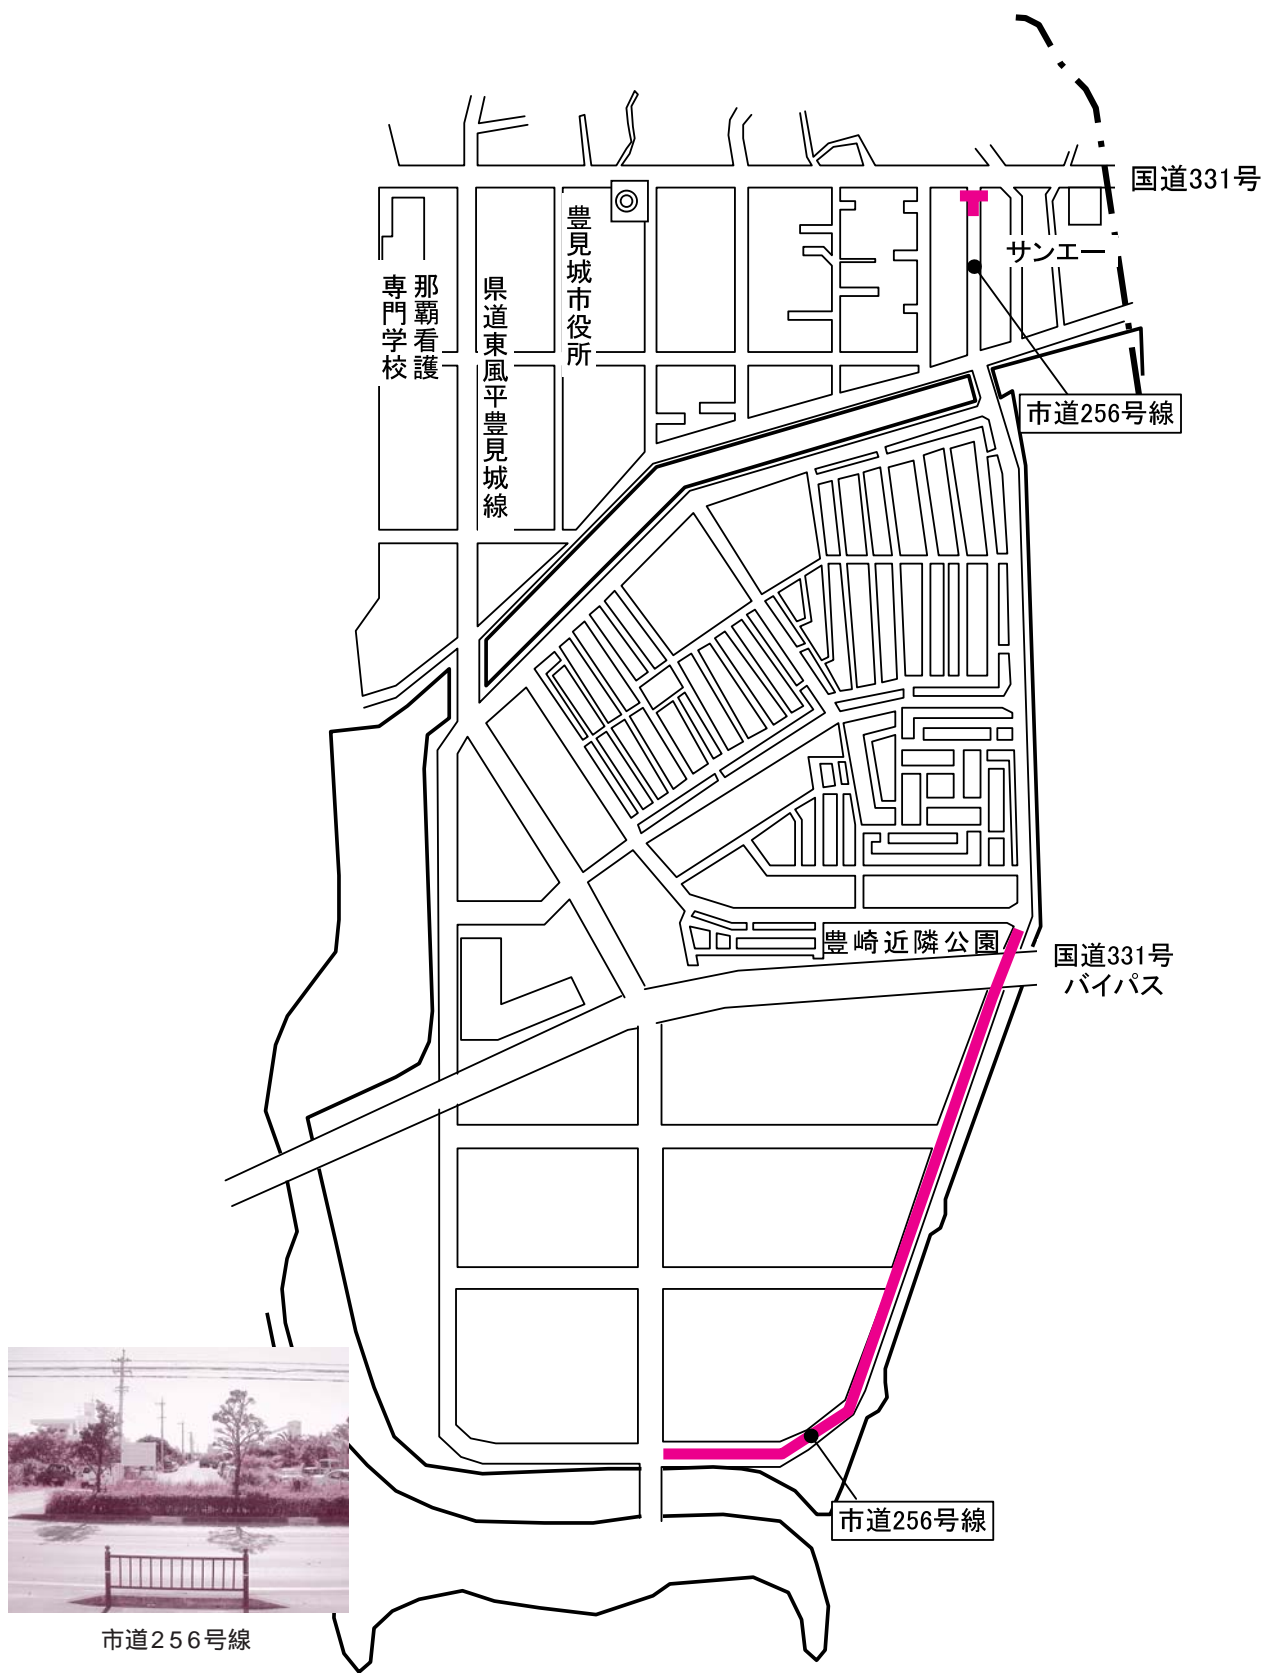 国道331号
サンエー
豊見城市役所
那覇看護
専門学校
県道東風平豊見城線
市道256号線
豊崎近隣公園
国道331号
バイパス
市道256号線
市道256号線